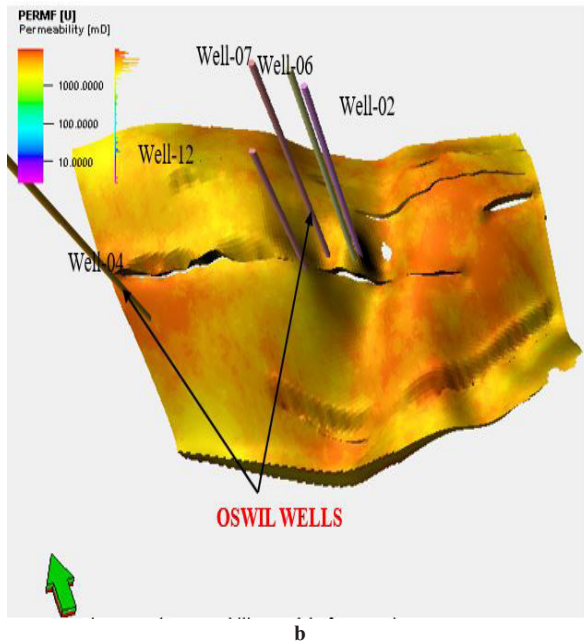 PERMF [U]
Permeability [mD]
1000.0000
100.0000
10.0000
Well-07
Well-06
Well-02
Well-12
Well-04
OSWIL WELLS
b